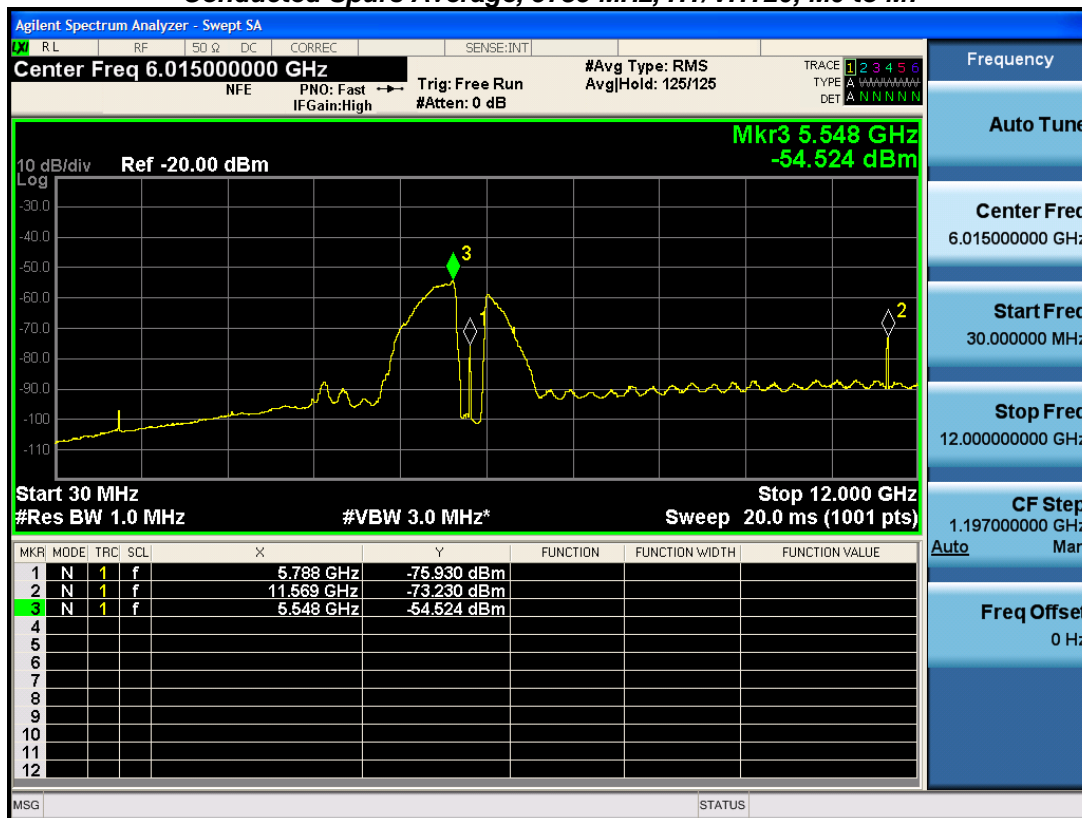 Agilent Spectrum Analyzer - Swept SA
LXI RL RF 50 Ω DC CORREC SENSE:INT
Center Freq 6.015000000 GHz
NFE PNO: Fast Trig: Free Run
IFGain:High #Atten: 0 dB
#Avg Type: RMS
Avg|Hold: 125/125
TRACE 1 2 3 4 5 6
TYPE A
DET A N N N N N
Mkr3 5.548 GHz
-54.524 dBm
10 dB/div Ref -20.00 dBm
Log
-30.0
-40.0
-50.0
-60.0
-70.0
-80.0
-90.0
-100
-110
3
1
2
Start 30 MHz Stop 12.000 GHz
#Res BW 1.0 MHz #VBW 3.0 MHz* Sweep 20.0 ms (1001 pts)
MKR MODE TRC SCL X Y FUNCTION FUNCTION WIDTH FUNCTION VALUE
1 N 1 f 5.788 GHz -75.930 dBm
2 N 1 f 11.569 GHz -73.230 dBm
3 N 1 f 5.548 GHz -54.524 dBm
4
5
6
7
8
9
10
11
12
MSG STATUS
Frequency
Auto Tune
Center Freq
6.015000000 GHz
Start Freq
30.000000 MHz
Stop Freq
12.000000000 GHz
CF Step
1.197000000 GHz
Auto Man
Freq Offset
0 Hz